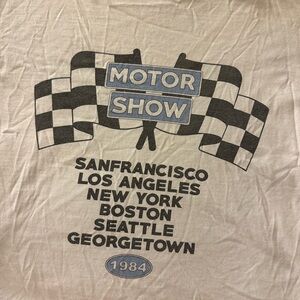 MOTOR
SHOW
SANFRANCISCO
LOS ANGELES
NEW YORK
BOSTON
SEATTLE
GEORGETOWN
1984